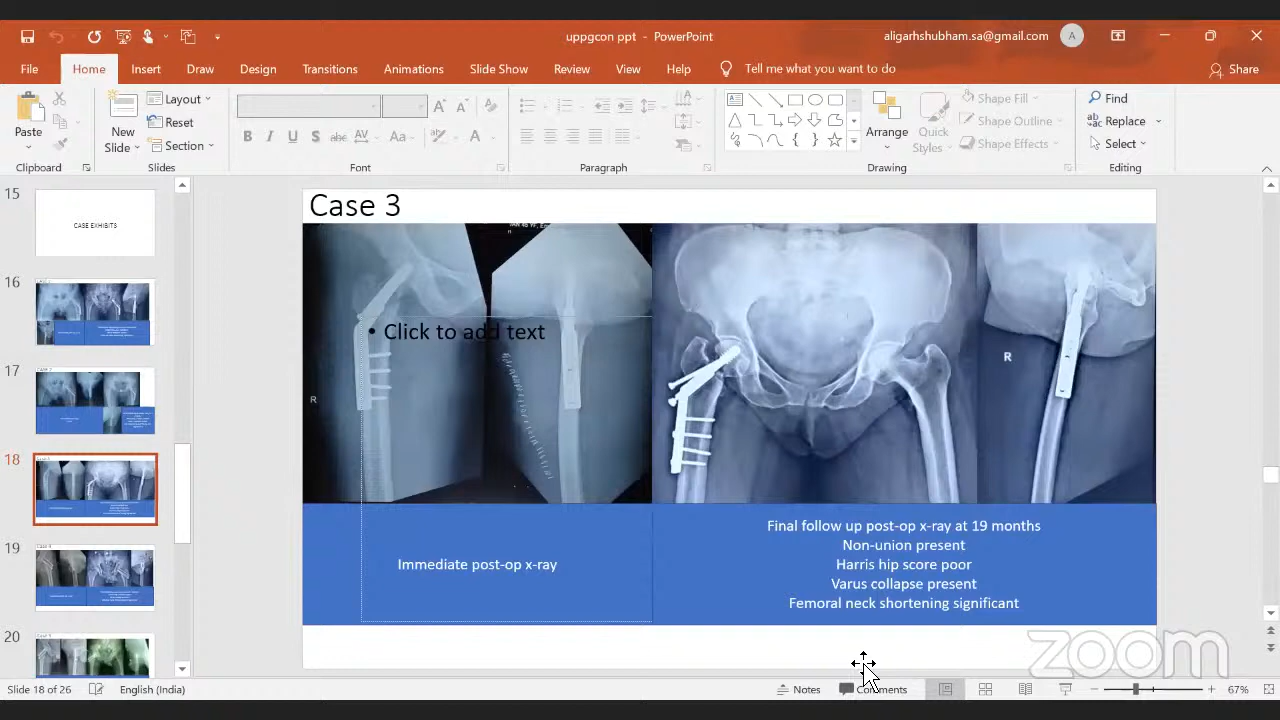 uppgcon ppt - PowerPoint
aligarhshubham.sa@gmail.com
A
File Home Insert Draw Design Transitions Animations Slide Show Review View Help Tell me what you want to do Share
Paste
Clipboard
New Slide
Layout
Reset
Section
Slides
B I U S abc AV Aa A
Font
Paragraph
Arrange
Quick Styles
Shape Fill
Shape Outline
Shape Effects
Drawing
Find
Replace
Select
Editing
15
CASE EXHIBITS
16
17
18
19
20
Case 3
Click to add text
R
R
Immediate post-op x-ray
Final follow up post-op x-ray at 19 months
Non-union present
Harris hip score poor
Varus collapse present
Femoral neck shortening significant
zoom
Slide 18 of 26 English (India) Notes Comments 67%